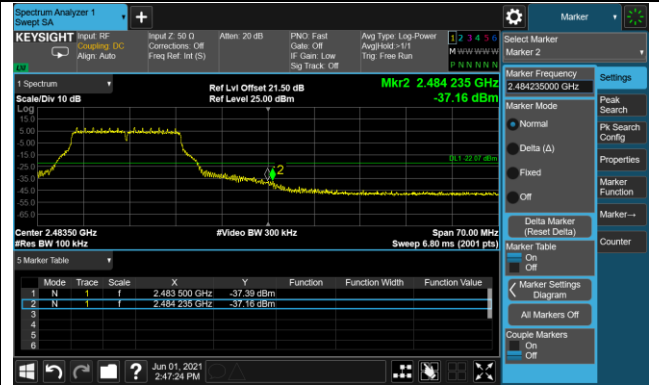 Spectrum Analyzer 1
Swept SA
Marker
KEYSIGHT
Input: RF
Coupling: DC
Align: Auto
Input Z: 50 Ω
Corrections: Off
Freq Ref: Int (S)
Atten: 20 dB
PNO: Fast
Gate: Off
IF Gain: Low
Sig Track: Off
Avg Type: Log-Power
Avg|Hold:>1/1
Trig: Free Run
1 2 3 4 5 6
M W W W W W
P N N N N N
Select Marker
Marker 2
1 Spectrum
Scale/Div 10 dB
Ref Lvl Offset 21.50 dB
Ref Level 25.00 dBm
Mkr2 2.484 235 GHz
-37.16 dBm
Log
15.0
5.00
-5.00
-15.0
-25.0
-35.0
-45.0
-55.0
-65.0
DL1 -22.07 dBm
2
Center 2.48350 GHz
#Res BW 100 kHz
#Video BW 300 kHz
Span 70.00 MHz
Sweep 6.80 ms (2001 pts)
5 Marker Table
Mode Trace Scale X Y Function Function Width Function Value
1 N 1 f 2.483 500 GHz -37.39 dBm
2 N 1 f 2.484 235 GHz -37.16 dBm
3
4
5
6
Marker Frequency
2.484235000 GHz
Marker Mode
Normal
Delta (Δ)
Fixed
Off
Delta Marker
(Reset Delta)
Marker Table
On
Off
Marker Settings
Diagram
All Markers Off
Couple Markers
On
Off
Settings
Peak
Search
Pk Search
Config
Properties
Marker
Function
Marker→
Counter
?
Jun 01, 2021
2:47:24 PM